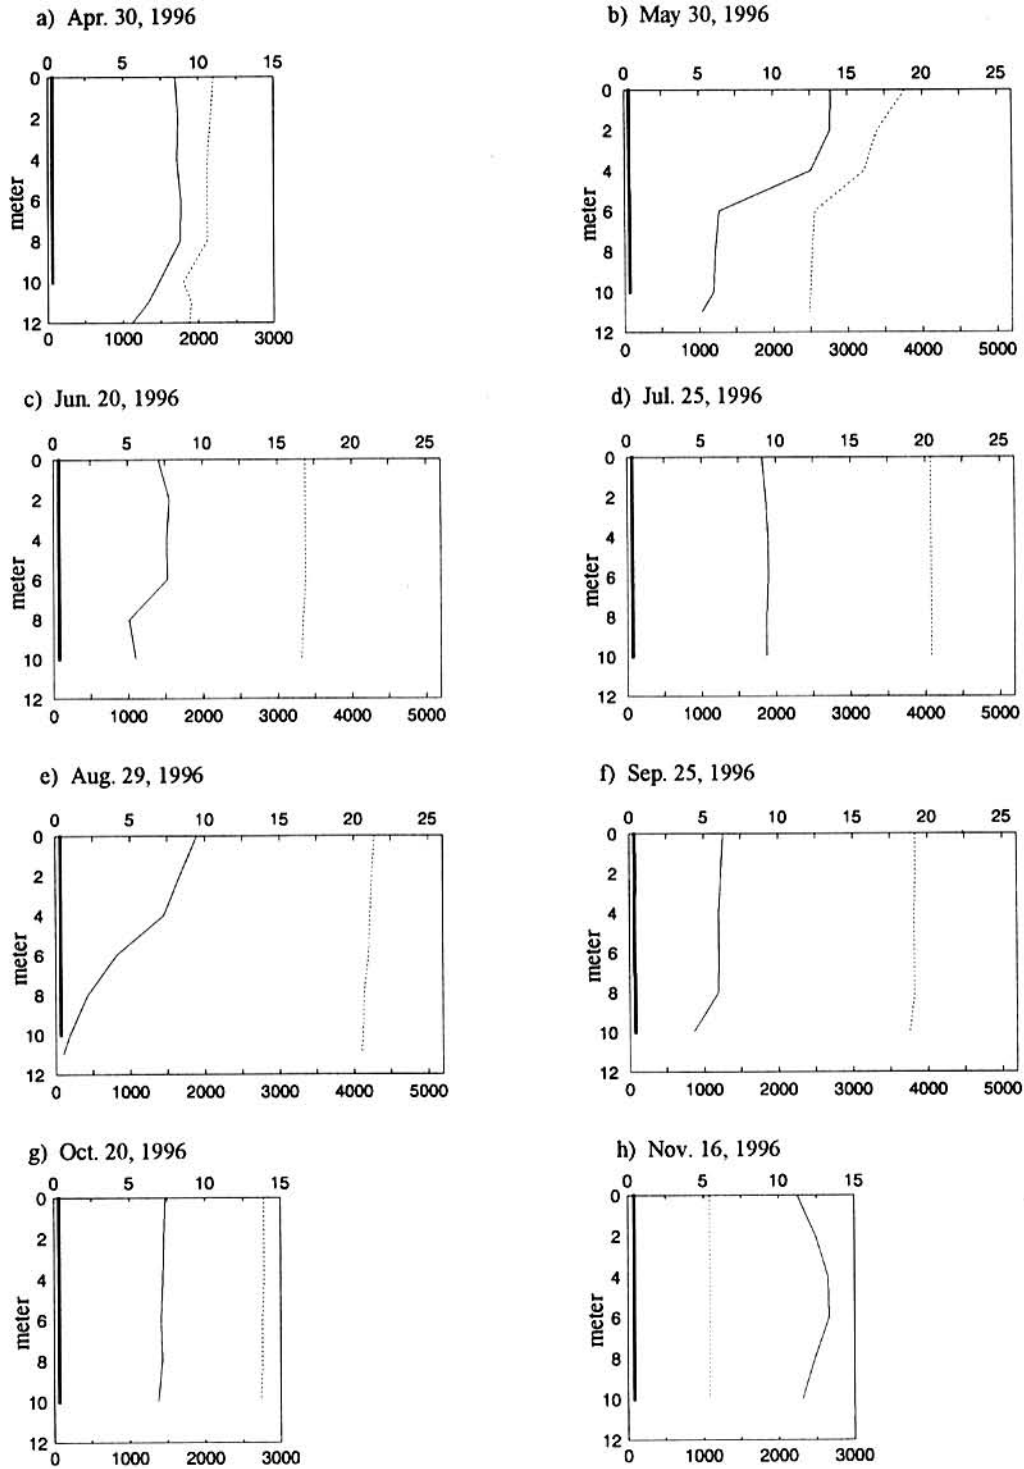 a) Apr. 30, 1996
0 5 10 15
0
2
4
6
8
10
12
meter
0 1000 2000 3000
b) May 30, 1996
0 5 10 15 20 25
0
2
4
6
8
10
12
meter
0 1000 2000 3000 4000 5000
c) Jun. 20, 1996
0 5 10 15 20 25
0
2
4
6
8
10
12
meter
0 1000 2000 3000 4000 5000
d) Jul. 25, 1996
0 5 10 15 20 25
0
2
4
6
8
10
12
meter
0 1000 2000 3000 4000 5000
e) Aug. 29, 1996
0 5 10 15 20 25
0
2
4
6
8
10
12
meter
0 1000 2000 3000 4000 5000
f) Sep. 25, 1996
0 5 10 15 20 25
0
2
4
6
8
10
12
meter
0 1000 2000 3000 4000 5000
g) Oct. 20, 1996
0 5 10 15
0
2
4
6
8
10
12
meter
0 1000 2000 3000
h) Nov. 16, 1996
0 5 10 15
0
2
4
6
8
10
12
meter
0 1000 2000 3000